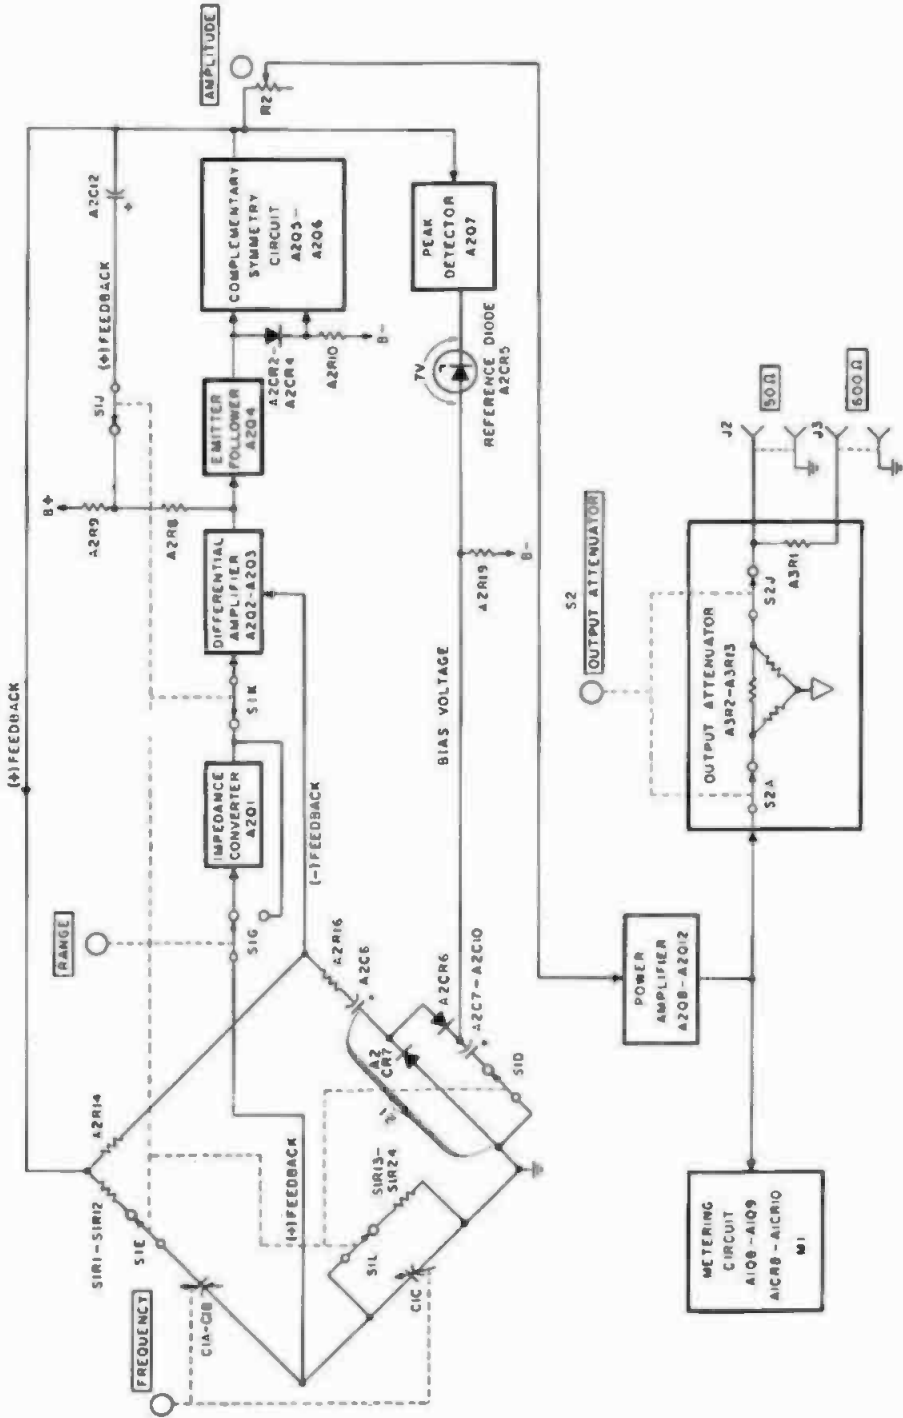 (+)FEEDBACK
A2C12
AMPLITUDE
(+)FEEDBACK
S1J
B+
A2R9
A2R8
R2
RANGE
IMPEDANCE
CONVERTER
A2Q1
S1G
S1K
DIFFERENTIAL
AMPLIFIER
A2Q2-A2Q3
EMITTER
FOLLOWER
A2Q4
COMPLEMENTARY
SYMMETRY
CIRCUIT
A2Q5-
A2Q6
A2CR2-
A2CR4
A2R10
B-
(-)FEEDBACK
A2R14
S1R1-S1R12
S1E
FREQUENCY
C1A-C1B
(+)FEEDBACK
A2R16
A2C6
A2
CR7
A2CR6
A2C7-A2C10
S1D
S1R13-
S1R24
S1L
C1C
BIAS VOLTAGE
A2R19
B-
7V
REFERENCE DIODE
A2CR5
PEAK
DETECTOR
A2Q7
S2
OUTPUT ATTENUATOR
POWER
AMPLIFIER
A2Q8-A2Q12
OUTPUT ATTENUATOR
A3R2-A3R13
S2A
S2J
A3R1
J2
50Ω
J3
600Ω
METERING
CIRCUIT
A1Q8-A1Q9
A1CR8-A1CR10
M1